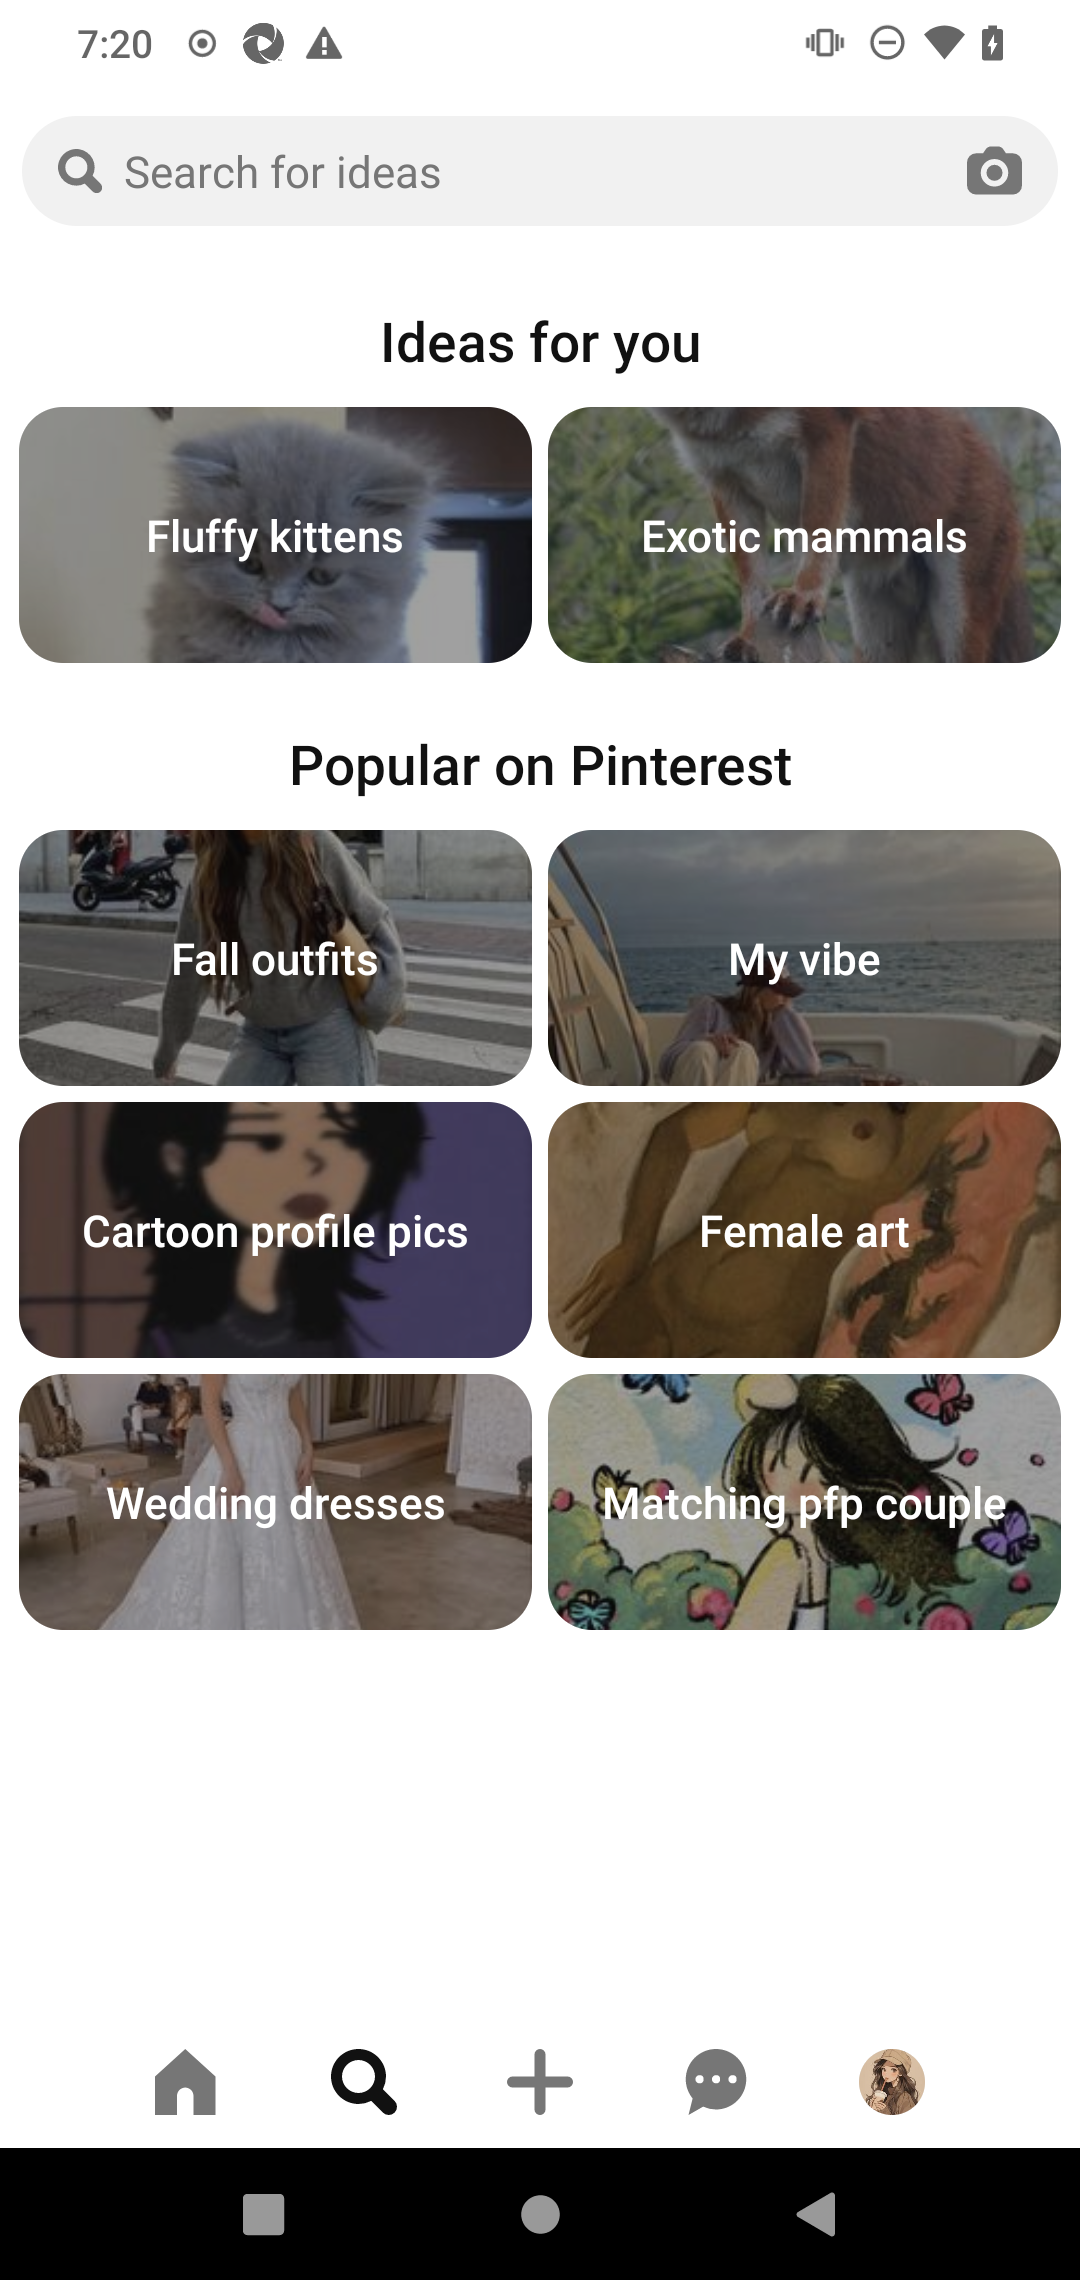 7:20
Search for ideas
Ideas for you
Fluffy kittens
Exotic mammals
Popular on Pinterest
Fall outfits
My vibe
Cartoon profile pics
Female art
Wedding dresses
Matching pfp couple